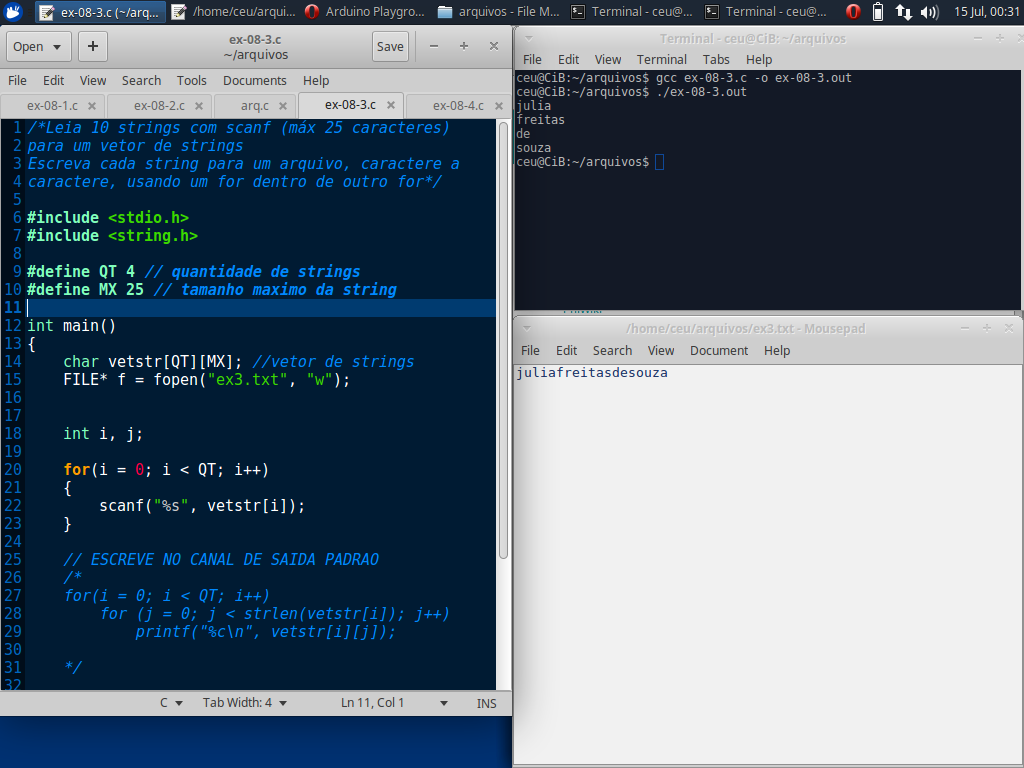 ex-08-3.c (~/arq...
/home/ceu/arqui...
Arduino Playgro...
arquivos - File M...
Terminal - ceu@...
Terminal - ceu@...
15 Jul, 00:31
Open
+
ex-08-3.c
~/arquivos
Save
File Edit View Search Tools Documents Help
ex-08-1.c ×
ex-08-2.c ×
arq.c ×
ex-08-3.c ×
ex-08-4.c ×
1 /*Leia 10 strings com scanf (máx 25 caracteres)
2 para um vetor de strings
3 Escreva cada string para um arquivo, caractere a
4 caractere, usando um for dentro de outro for*/
5
6 #include <stdio.h>
7 #include <string.h>
8
9 #define QT 4 // quantidade de strings
10 #define MX 25 // tamanho maximo da string
11
12 int main()
13 {
14     char vetstr[QT][MX]; //vetor de strings
15     FILE* f = fopen("ex3.txt", "w");
16
17
18     int i, j;
19
20     for(i = 0; i < QT; i++)
21     {
22         scanf("%s", vetstr[i]);
23     }
24
25     // ESCREVE NO CANAL DE SAIDA PADRAO
26     /*
27     for(i = 0; i < QT; i++)
28         for (j = 0; j < strlen(vetstr[i]); j++)
29             printf("%c\n", vetstr[i][j]);
30
31     */
32
C
Tab Width: 4
Ln 11, Col 1
INS
Terminal - ceu@CiB: ~/arquivos
File Edit View Terminal Tabs Help
ceu@CiB:~/arquivos$ gcc ex-08-3.c -o ex-08-3.out
ceu@CiB:~/arquivos$ ./ex-08-3.out
julia
freitas
de
souza
ceu@CiB:~/arquivos$
/home/ceu/arquivos/ex3.txt - Mousepad
File Edit Search View Document Help
juliafreitasdesouza